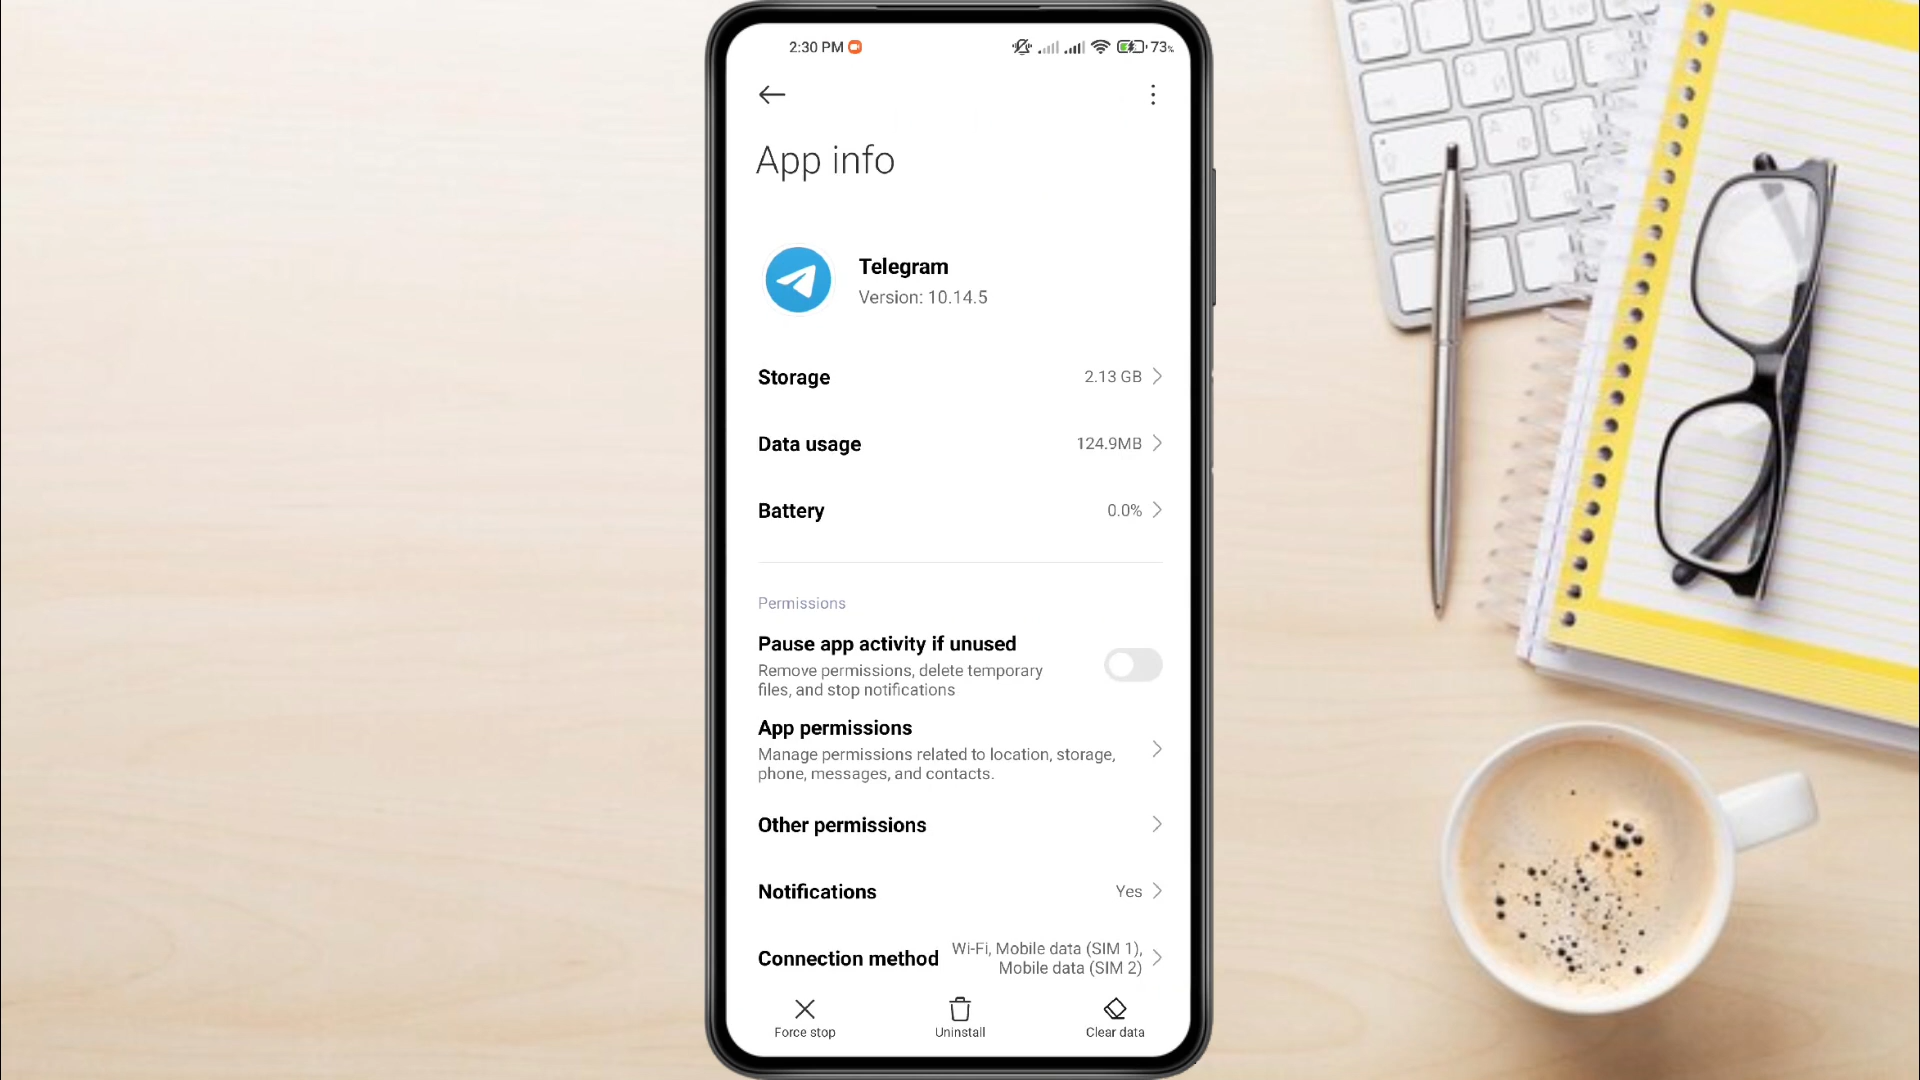 2:30 PM
73%
App info
Telegram
Version: 10.14.5
Storage
2.13 GB
Data usage
124.9MB
Battery
0.0%
Permissions
Pause app activity if unused
Remove permissions, delete temporary
files, and stop notifications
App permissions
Manage permissions related to location, storage,
phone, messages, and contacts.
Other permissions
Notifications
Yes
Connection method
Wi-Fi, Mobile data (SIM 1),
Mobile data (SIM 2)
Force stop
Uninstall
Clear data